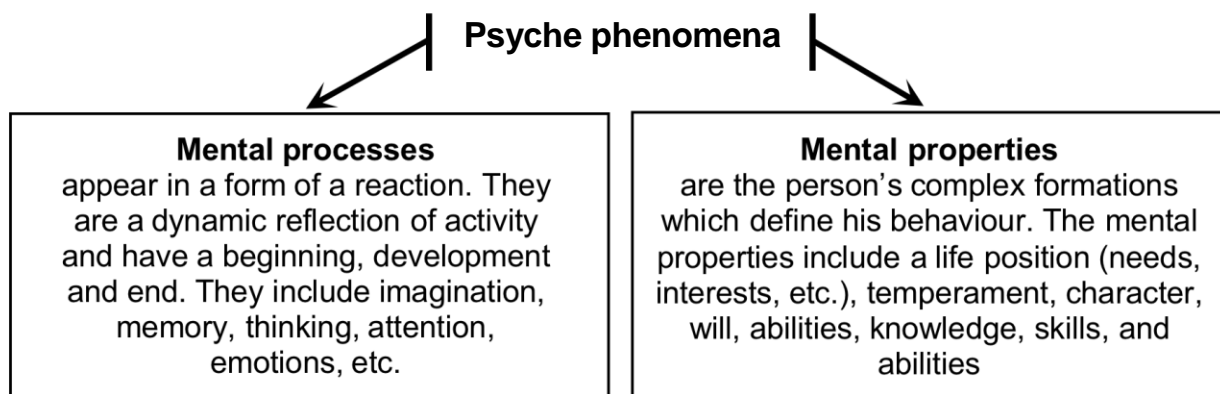 Psyche phenomena
Mental processes
appear in a form of a reaction. They
are a dynamic reflection of activity
and have a beginning, development
and end. They include imagination,
memory, thinking, attention,
emotions, etc.
Mental properties
are the person’s complex formations
which define his behaviour. The mental
properties include a life position (needs,
interests, etc.), temperament, character,
will, abilities, knowledge, skills, and
abilities